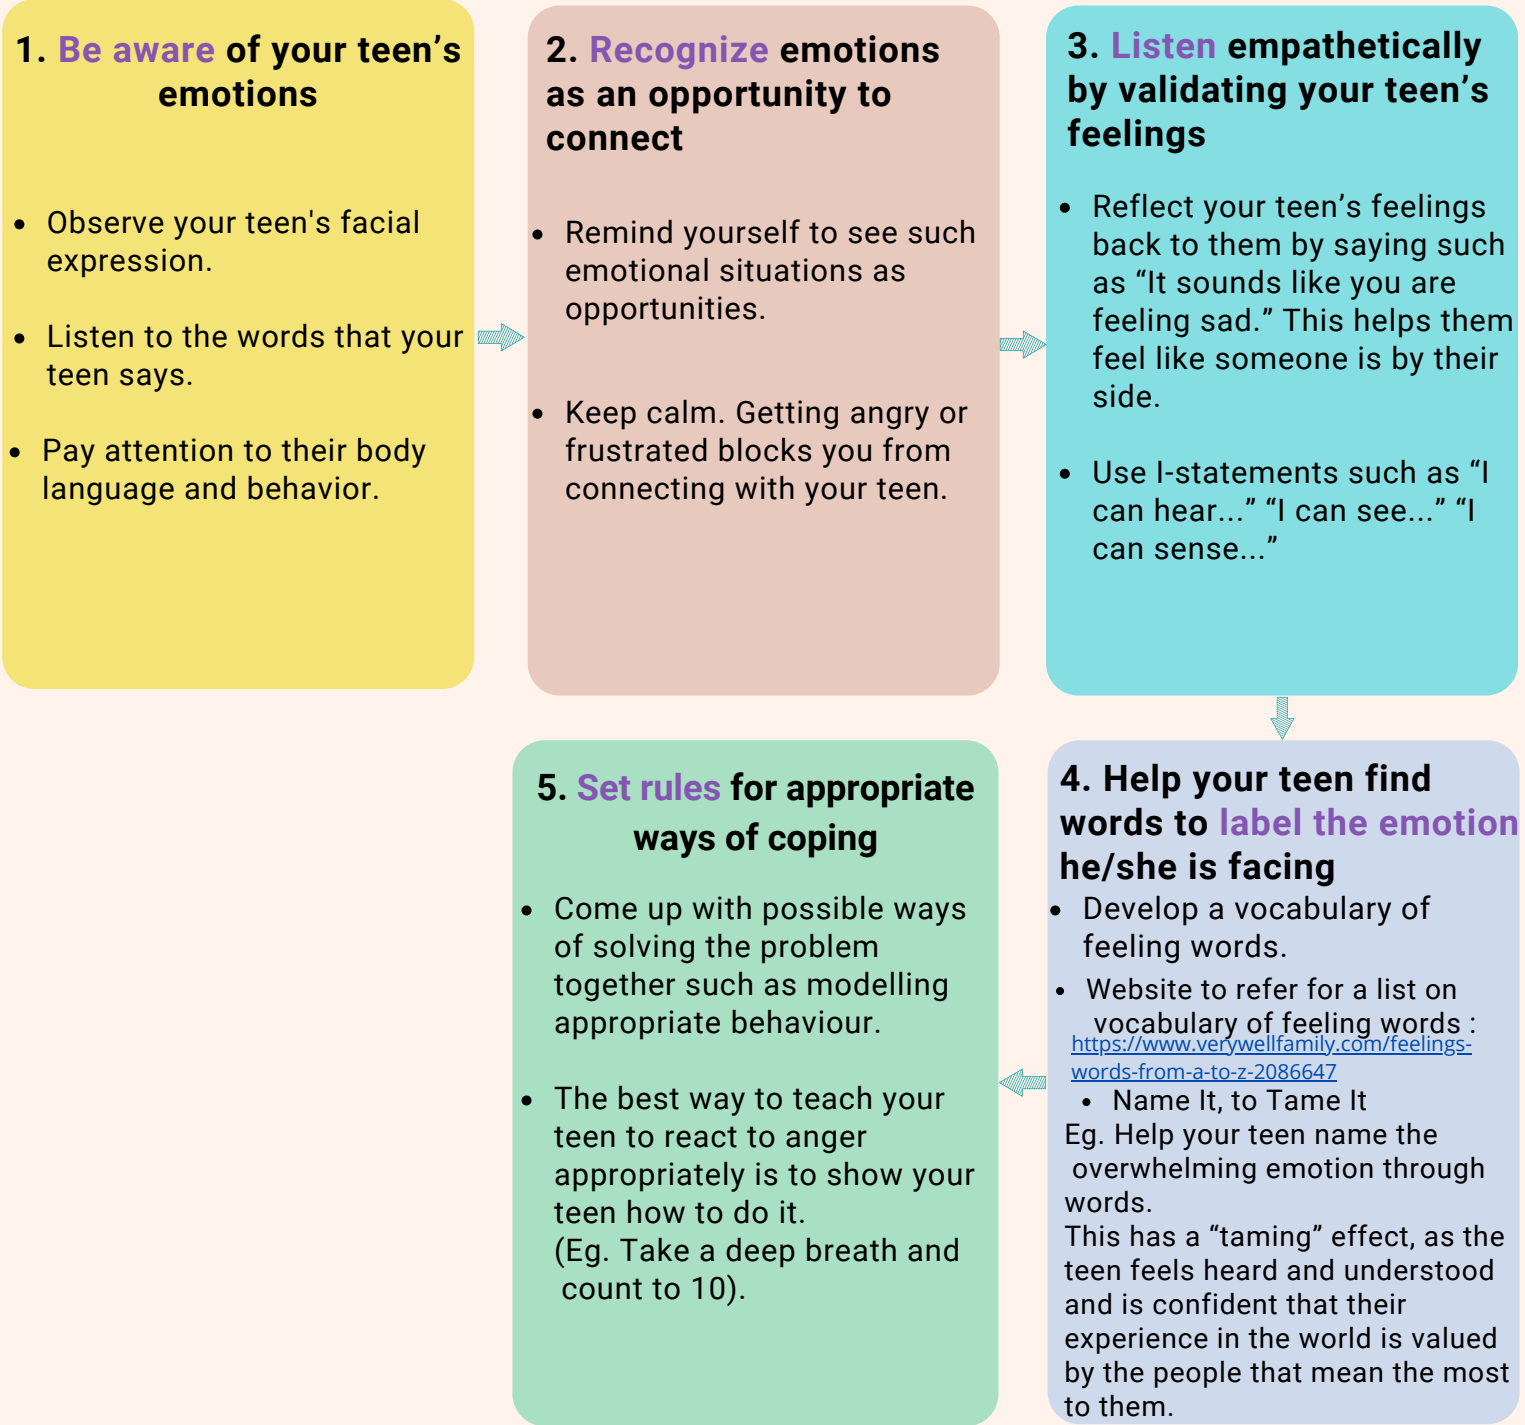 1. Be aware of your teen’s
emotions
• Observe your teen's facial
expression.
• Listen to the words that your
teen says.
• Pay attention to their body
language and behavior.
2. Recognize emotions
as an opportunity to
connect
• Remind yourself to see such
emotional situations as
opportunities.
• Keep calm. Getting angry or
frustrated blocks you from
connecting with your teen.
3. Listen empathetically
by validating your teen’s
feelings
• Reflect your teen’s feelings
back to them by saying such
as “It sounds like you are
feeling sad.” This helps them
feel like someone is by their
side.
• Use I-statements such as “I
can hear...” “I can see...” “I
can sense...”
4. Help your teen find
words to label the emotion
he/she is facing
• Develop a vocabulary of
feeling words.
• Website to refer for a list on
vocabulary of feeling words :
https://www.verywellfamily.com/feelings-
words-from-a-to-z-2086647
• Name It, to Tame It
Eg. Help your teen name the
overwhelming emotion through
words.
This has a “taming” effect, as the
teen feels heard and understood
and is confident that their
experience in the world is valued
by the people that mean the most
to them.
5. Set rules for appropriate
ways of coping
• Come up with possible ways
of solving the problem
together such as modelling
appropriate behaviour.
• The best way to teach your
teen to react to anger
appropriately is to show your
teen how to do it.
(Eg. Take a deep breath and
count to 10).